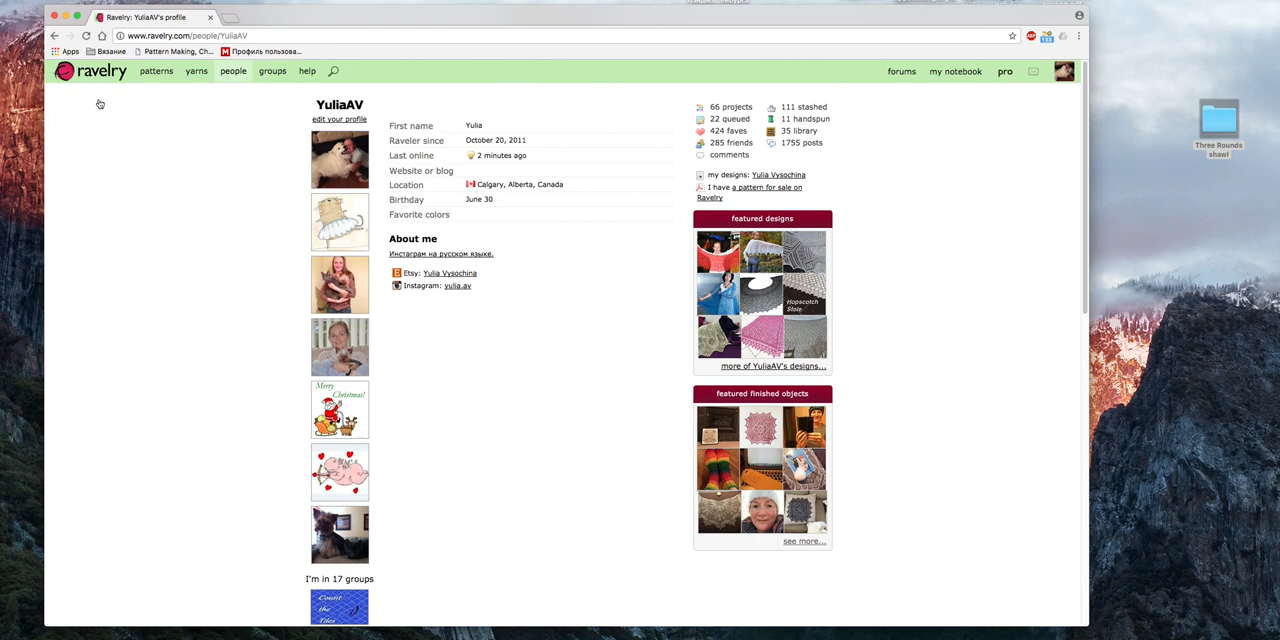 Ravelry: YuliaAV's profile
www.ravelry.com/people/YuliaAV
Apps Вязание Pattern Making, Ch... Профиль пользова...
ravelry patterns yarns people groups help forums my notebook pro
YuliaAV
edit your profile
First name Yulia
Raveler since October 20, 2011
Last online 2 minutes ago
Website or blog
Location Calgary, Alberta, Canada
Birthday June 30
Favorite colors
About me
Инстаграм на русском языке.
Etsy: Yulia Vysochina
Instagram: yulia.av
66 projects 111 stashed
22 queued 11 handspun
424 faves 35 library
285 friends 1755 posts
comments
my designs: Yulia Vysochina
I have a pattern for sale on
Ravelry
featured designs
Hopscotch
Stole
more of YuliaAV's designs...
featured finished objects
see more...
Merry
Christmas!
I'm in 17 groups
Count
the
Tiles
Three Rounds
shawl